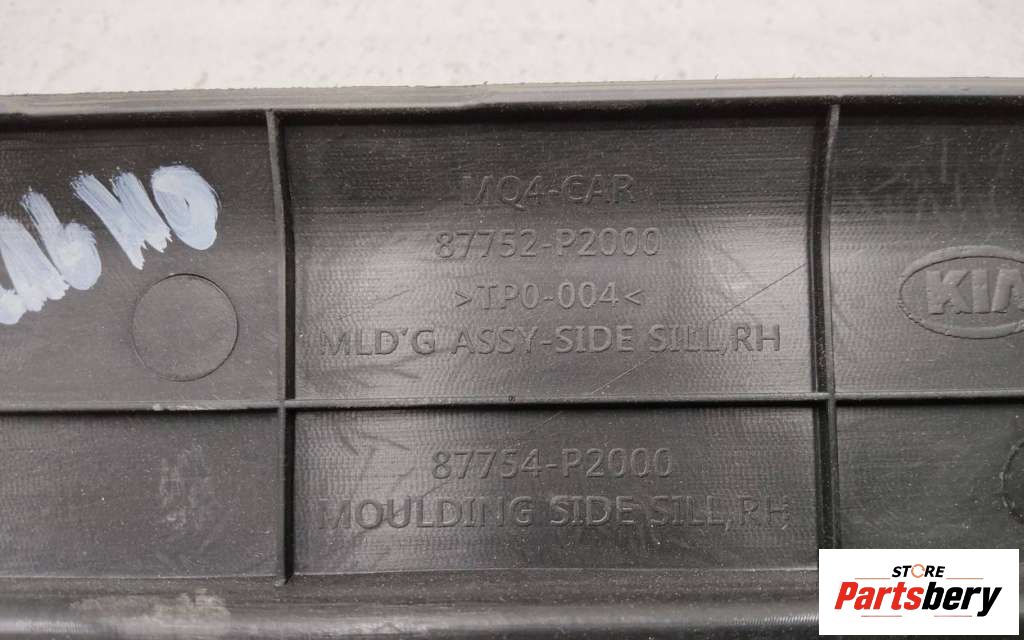 MQ4-CAR
87752-P2000
>TPO-004<
MLD'G ASSY-SIDE SILL,RH
KIA
87754-P2000
MOULDING SIDE SILL,RH
STORE
Partsbery